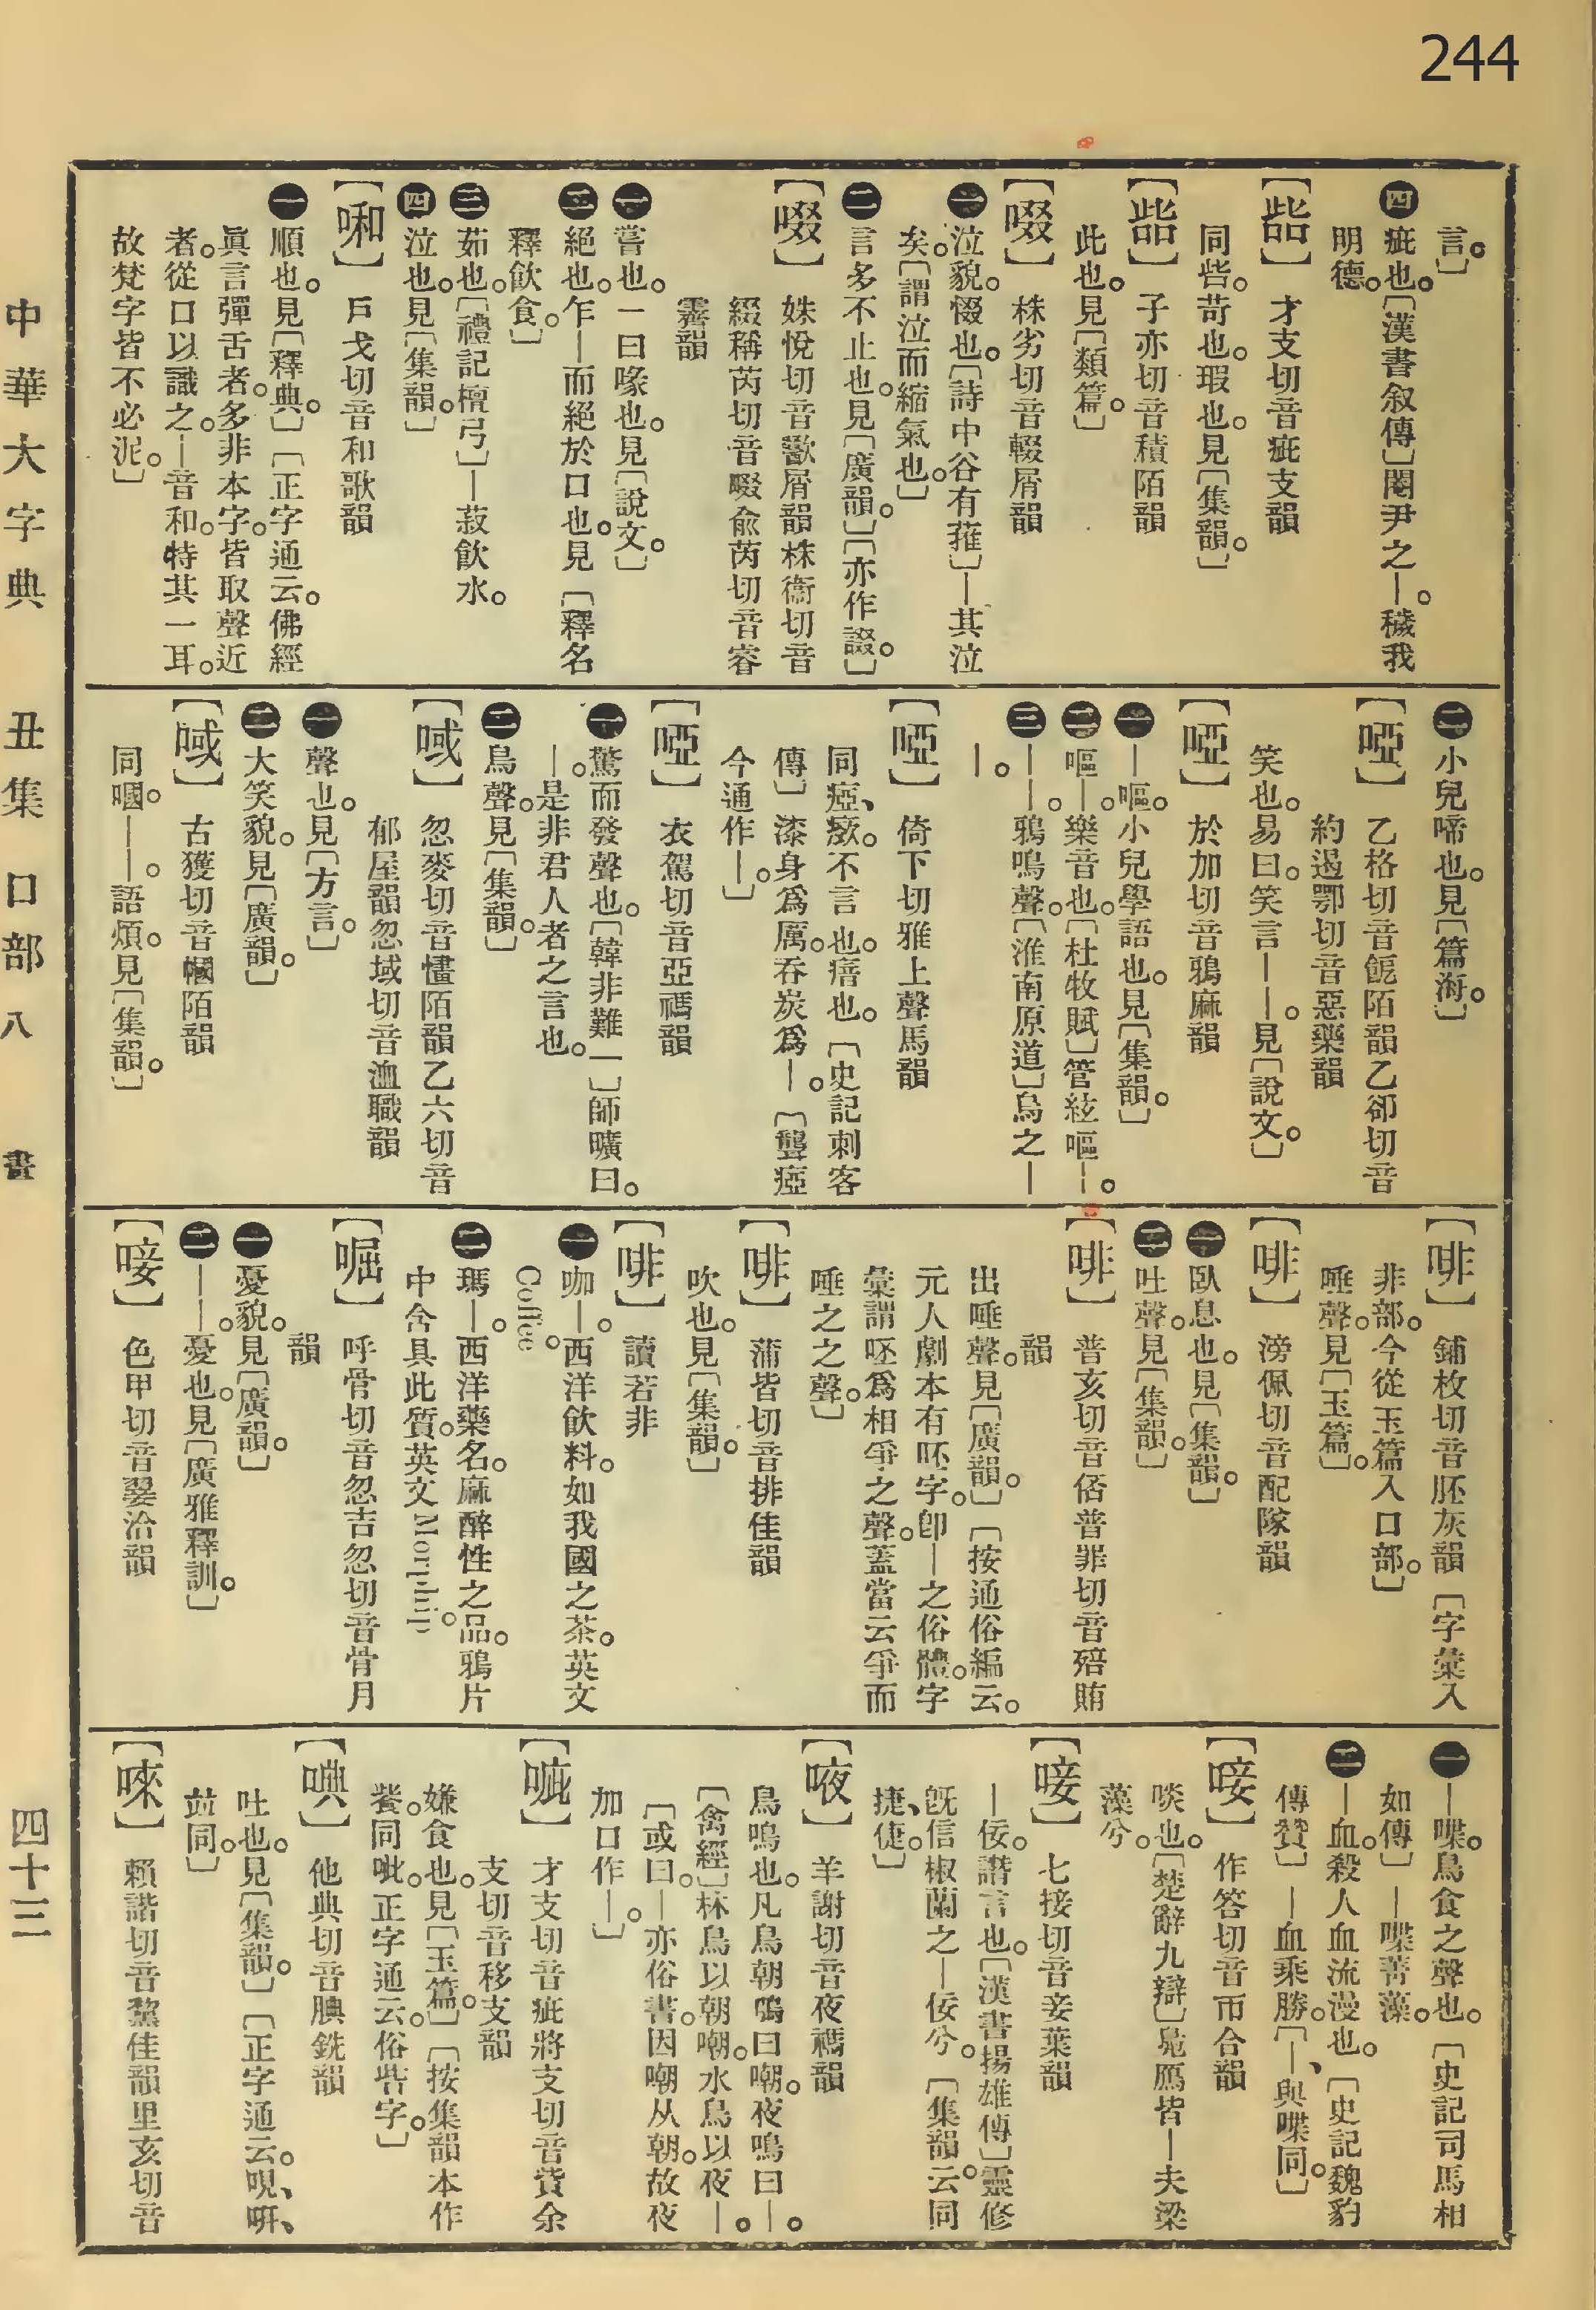 244
言。〕
四疵也。〔漢書叙傳〕閹尹之—。穢我
明德。
【啙】才支切音疵支韻
同呰。苛也。瑕也。見〔集韻。〕
【啙】子亦切音積陌韻
此也。見〔類篇。〕
【啜】株劣切音輟屑韻
一泣貌。惙也。〔詩中谷有蓷〕—其泣
矣。〔謂泣而縮氣也。〕
二言多不止也。見〔廣韻。〕〔亦作諁。〕
【啜】姝悅切音歠屑韻株衞切音
綴稱芮切音啜兪芮切音睿
霽韻
一嘗也。一曰喙也。見〔說文。〕
二絕也。乍—而絕於口也。見〔釋名
釋飲食。〕
三茹也。〔禮記檀弓〕—菽飲水。
四泣也。見〔集韻。〕
【啝】戶戈切音和歌韻
一順也。見〔釋典。〕〔正字通云。佛經
眞言彈舌者。多非本字。皆取聲近
者。從口以識之。—音和。特其一耳。
故梵字皆不必泥。〕
二小兒啼也。見〔篇海。〕
【啞】乙格切音餩陌韻乙卻切音
約遏鄂切音惡藥韻
笑也。易曰。笑言——。見〔說文。〕
【啞】於加切音鴉麻韻
一—嘔。小兒學語也。見〔集韻。〕
二嘔—。樂音也。〔杜牧賦〕管絃嘔—。
三——。鴉鳴聲。〔淮南原道〕烏之—
—。
【啞】倚下切雅上聲馬韻
同瘂、瘂。不言也。瘖也。〔史記刺客
傳〕漆身爲厲。吞炭爲—。〔聾瘂
今通作—。〕
【啞】衣駕切音亞禡韻
一驚而發聲也。〔韓非難一〕師曠曰。
—。是非君人者之言也。
二鳥聲。見〔集韻。〕
【㖪】忽麥切音㦎陌韻乙六切音
郁屋韻忽域切音洫職韻
一聲也。見〔方言。〕
二大笑貌。見〔廣韻。〕
【㖪】古獲切音幗陌韻
同嘓。——。語煩。見〔集韻。〕
【啡】鋪枚切音胚灰韻〔字彙入
非部。今從玉篇入口部。〕
唾聲。見〔玉篇。〕
【啡】滂佩切音配隊韻
一臥息也。見〔集韻。〕
二吐聲。見〔集韻。〕
【啡】普亥切音俖普罪切音琣賄
韻
出唾聲。見〔廣韻。〕〔按通俗編云。
元人劇本有呸字。卽—之俗體。字
彙謂呸爲相爭之聲。蓋當云爭而
唾之之聲。〕
【啡】蒲皆切音排佳韻
吹也。見〔集韻。〕
【啡】讀若非
一咖—。西洋飲料。如我國之茶。英文
Coffee。
二瑪—。西洋藥名。麻醉性之品。鴉片
中含具此質。英文Morphine。
【啒】呼骨切音忽吉忽切音骨月
韻
一憂貌。見〔廣韻。〕
二——。憂也。見〔廣雅釋訓。〕
【唼】色甲切音翣洽韻
一—喋。鳥食之聲也。〔史記司馬相
如傳〕—喋菁藻。
二—血。殺人血流漫也。〔史記魏豹
傳贊〕—血乘勝。〔—、與喋同。〕
【唼】作答切音帀合韻
啖也。〔楚辭九辯〕鳧鴈皆—夫梁
藻兮。
【唼】七接切音妾葉韻
—佞。譖言也。〔漢書揚雄傳〕靈修
旣信椒蘭之—佞兮。〔集韻云。同
捷、倢。〕
【㖡】羊謝切音夜禡韻
鳥鳴也。凡鳥朝鳴曰嘲。夜鳴曰—。
〔禽經〕林鳥以朝嘲。水鳥以夜—。
〔或曰。—亦俗書。因嘲从朝。故夜
加口作—。〕
【㖢】才支切音疵將支切音貲余
支切音移支韻
嫌食也。見〔玉篇。〕〔按集韻本作
飺。同吡。正字通云。俗呰字。〕
【㖭】他典切音腆銑韻
吐也。見〔集韻。〕〔正字通云。哯、㖔、
竝同。〕
【唻】賴諧切音䋱佳韻里亥切音
中華大字典　丑集　口部　八　畫
四十三